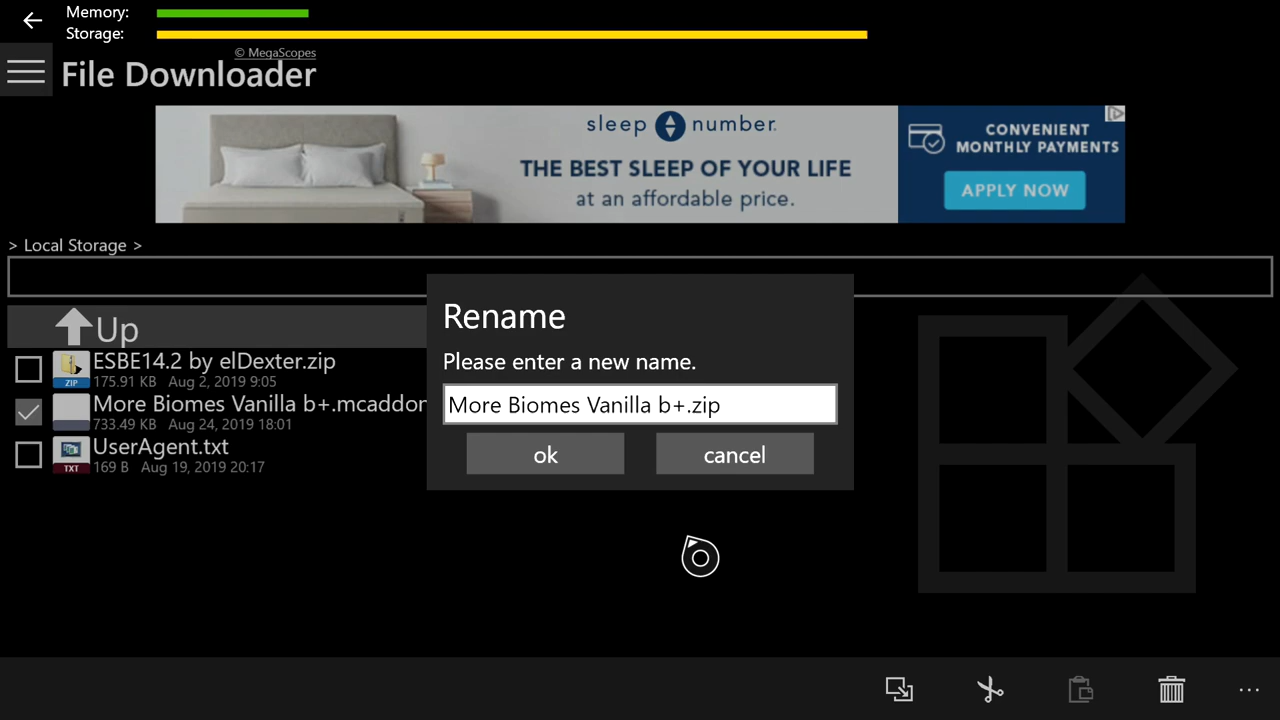 Memory:
Storage:
© MegaScopes
File Downloader
sleep number.
THE BEST SLEEP OF YOUR LIFE
at an affordable price.
CONVENIENT
MONTHLY PAYMENTS
APPLY NOW
> Local Storage >
Up
ESBE14.2 by elDexter.zip
ZIP
175.91 KB Aug 2, 2019 9:05
More Biomes Vanilla b+.mcaddon
733.49 KB Aug 24, 2019 18:01
UserAgent.txt
TXT
169 B Aug 19, 2019 20:17
Rename
Please enter a new name.
More Biomes Vanilla b+.zip
ok
cancel